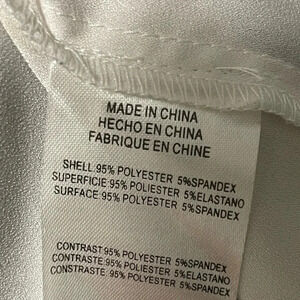 MADE IN CHINA
HECHO EN CHINA
FABRIQUE EN CHINE
SHELL:95% POLYESTER 5%SPANDEX
SUPERFICIE:95% POLIESTER 5%ELASTANO
SURFACE:95% POLYESTER 5%SPANDEX
CONTRAST:95% POLYESTER 5%SPANDEX
CONTRASTE:95% POLIESTER 5%ELASTANO
CONSTRASTE:95% POLYESTER 5%SPANDEX